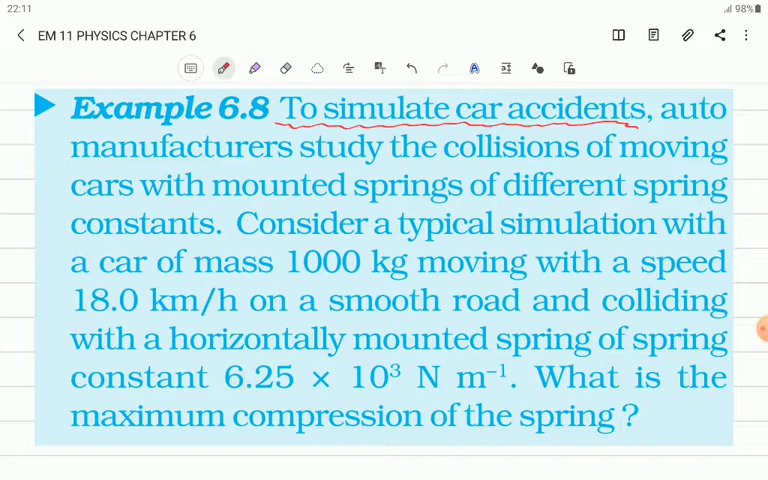 22:11
98%
EM 11 PHYSICS CHAPTER 6
Example 6.8 To simulate car accidents, auto
manufacturers study the collisions of moving
cars with mounted springs of different spring
constants. Consider a typical simulation with
a car of mass 1000 kg moving with a speed
18.0 km/h on a smooth road and colliding
with a horizontally mounted spring of spring
constant 6.25 × 10³ N m⁻¹. What is the
maximum compression of the spring ?